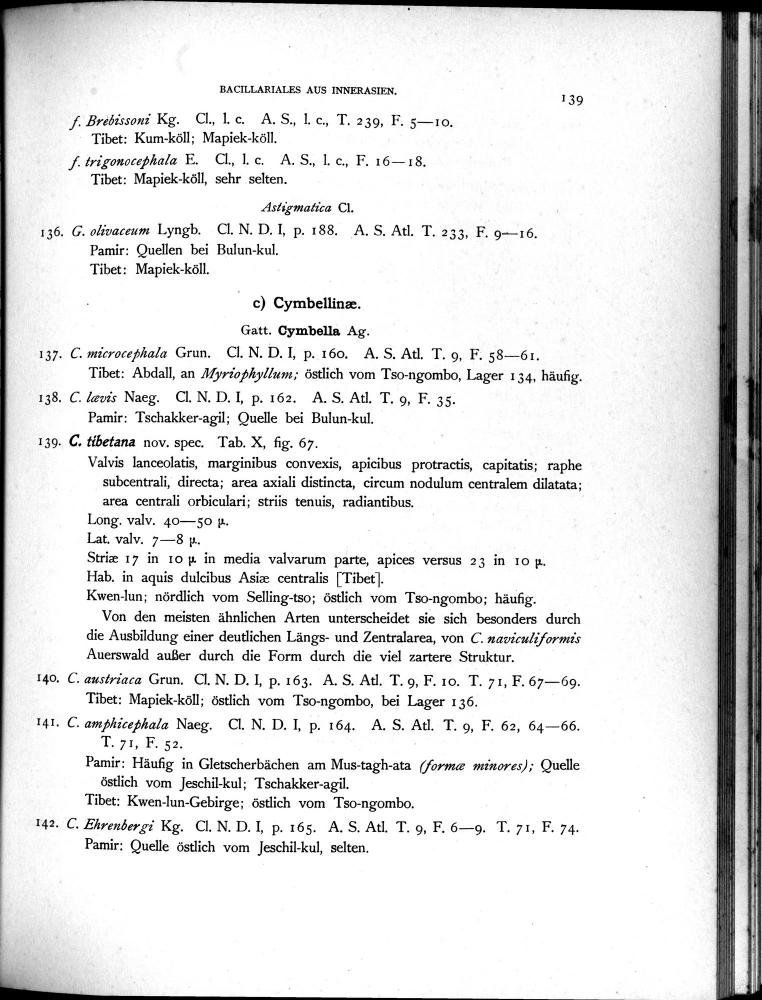 BACILLARIALES AUS INNERASIEN.
139
f. Brébissoni Kg. Cl., l. c. A. S., l. c., T. 239, F. 5—10.
Tibet: Kum-köll; Mapiek-köll.
f. trigonocephala E. Cl., l. c. A. S., l. c., F. 16—18.
Tibet: Mapiek-köll, sehr selten.
Astigmatica Cl.
136. G. olivaceum Lyngb. Cl. N. D. I, p. 188. A. S. Atl. T. 233, F. 9—16.
Pamir: Quellen bei Bulun-kul.
Tibet: Mapiek-köll.
c) Cymbellinæ.
Gatt. Cymbella Ag.
137. C. microcephala Grun. Cl. N. D. I, p. 160. A. S. Atl. T. 9, F. 58—61.
Tibet: Abdall, an Myriophyllum; östlich vom Tso-ngombo, Lager 134, häufig.
138. C. lævis Naeg. Cl. N. D. I, p. 162. A. S. Atl. T. 9, F. 35.
Pamir: Tschakker-agil; Quelle bei Bulun-kul.
139. C. tibetana nov. spec. Tab. X, fig. 67.
Valvis lanceolatis, marginibus convexis, apicibus protractis, capitatis; raphe
subcentrali, directa; area axiali distincta, circum nodulum centralem dilatata;
area centrali orbiculari; striis tenuis, radiantibus.
Long. valv. 40—50 μ.
Lat. valv. 7—8 μ.
Striæ 17 in 10 μ in media valvarum parte, apices versus 23 in 10 μ.
Hab. in aquis dulcibus Asiæ centralis [Tibet].
Kwen-lun; nördlich vom Selling-tso; östlich vom Tso-ngombo; häufig.
Von den meisten ähnlichen Arten unterscheidet sie sich besonders durch
die Ausbildung einer deutlichen Längs- und Zentralarea, von C. naviculiformis
Auerswald außer durch die Form durch die viel zartere Struktur.
140. C. austriaca Grun. Cl. N. D. I, p. 163. A. S. Atl. T. 9, F. 10. T. 71, F. 67—69.
Tibet: Mapiek-köll; östlich vom Tso-ngombo, bei Lager 136.
141. C. amphicephala Naeg. Cl. N. D. I, p. 164. A. S. Atl. T. 9, F. 62, 64—66.
T. 71, F. 52.
Pamir: Häufig in Gletscherbächen am Mus-tagh-ata (formæ minores); Quelle
östlich vom Jeschil-kul; Tschakker-agil.
Tibet: Kwen-lun-Gebirge; östlich vom Tso-ngombo.
142. C. Ehrenbergi Kg. Cl. N. D. I, p. 165. A. S. Atl. T. 9, F. 6—9. T. 71, F. 74.
Pamir: Quelle östlich vom Jeschil-kul, selten.